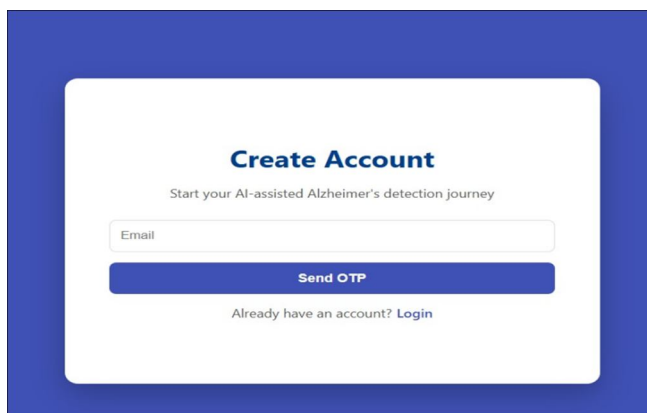 Create Account
Start your AI-assisted Alzheimer's detection journey
Email
Send OTP
Already have an account? Login